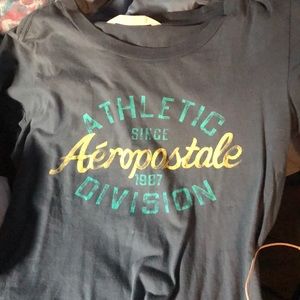 ATHLETIC
SINCE
Aéropostale
1987
DIVISION